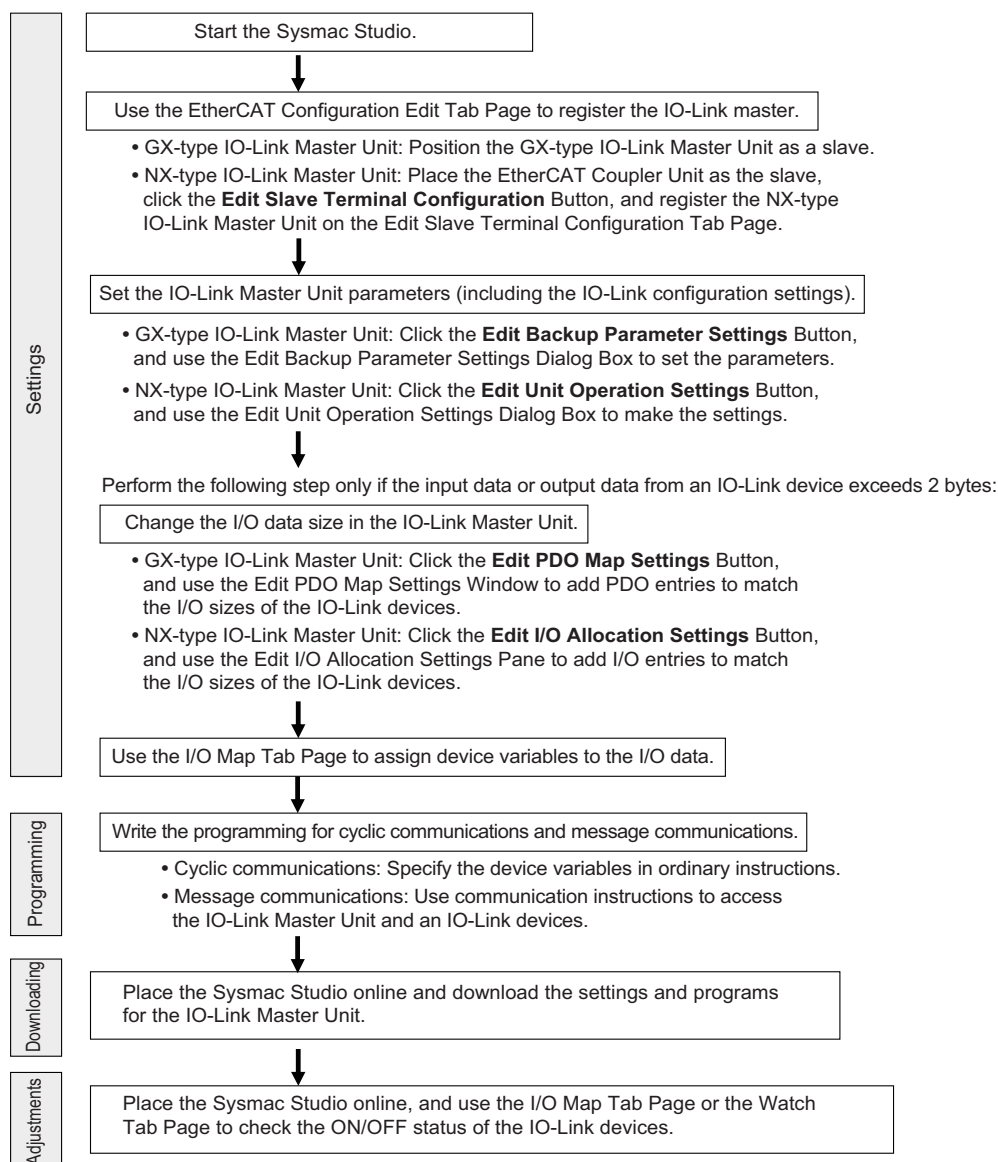 Settings
Start the Sysmac Studio.
Use the EtherCAT Configuration Edit Tab Page to register the IO-Link master.
• GX-type IO-Link Master Unit: Position the GX-type IO-Link Master Unit as a slave.
• NX-type IO-Link Master Unit: Place the EtherCAT Coupler Unit as the slave,
click the Edit Slave Terminal Configuration Button, and register the NX-type
IO-Link Master Unit on the Edit Slave Terminal Configuration Tab Page.
Set the IO-Link Master Unit parameters (including the IO-Link configuration settings).
• GX-type IO-Link Master Unit: Click the Edit Backup Parameter Settings Button,
and use the Edit Backup Parameter Settings Dialog Box to set the parameters.
• NX-type IO-Link Master Unit: Click the Edit Unit Operation Settings Button,
and use the Edit Unit Operation Settings Dialog Box to make the settings.
Perform the following step only if the input data or output data from an IO-Link device exceeds 2 bytes:
Change the I/O data size in the IO-Link Master Unit.
• GX-type IO-Link Master Unit: Click the Edit PDO Map Settings Button,
and use the Edit PDO Map Settings Window to add PDO entries to match
the I/O sizes of the IO-Link devices.
• NX-type IO-Link Master Unit: Click the Edit I/O Allocation Settings Button,
and use the Edit I/O Allocation Settings Pane to add I/O entries to match
the I/O sizes of the IO-Link devices.
Use the I/O Map Tab Page to assign device variables to the I/O data.
Programming
Write the programming for cyclic communications and message communications.
• Cyclic communications: Specify the device variables in ordinary instructions.
• Message communications: Use communication instructions to access
the IO-Link Master Unit and an IO-Link devices.
Downloading
Place the Sysmac Studio online and download the settings and programs
for the IO-Link Master Unit.
Adjustments
Place the Sysmac Studio online, and use the I/O Map Tab Page or the Watch
Tab Page to check the ON/OFF status of the IO-Link devices.